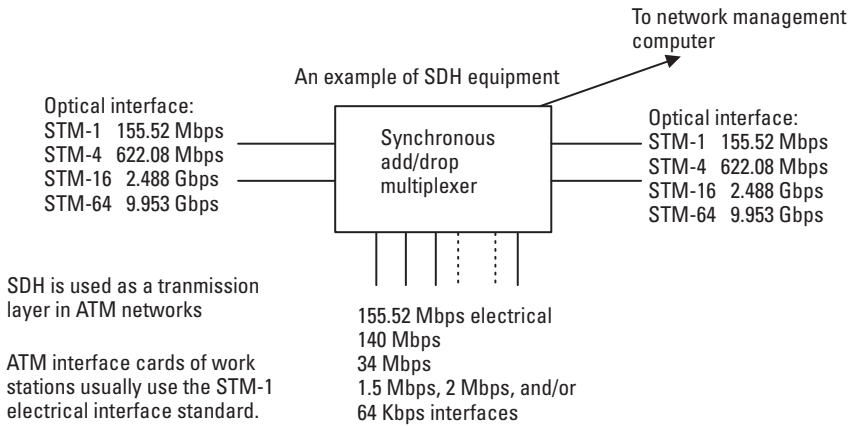 To network management
computer
An example of SDH equipment
Optical interface:
STM-1 155.52 Mbps
STM-4 622.08 Mbps
STM-16 2.488 Gbps
STM-64 9.953 Gbps
Synchronous
add/drop
multiplexer
Optical interface:
STM-1 155.52 Mbps
STM-4 622.08 Mbps
STM-16 2.488 Gbps
STM-64 9.953 Gbps
SDH is used as a tranmission
layer in ATM networks
ATM interface cards of work
stations usually use the STM-1
electrical interface standard.
155.52 Mbps electrical
140 Mbps
34 Mbps
1.5 Mbps, 2 Mbps, and/or
64 Kbps interfaces